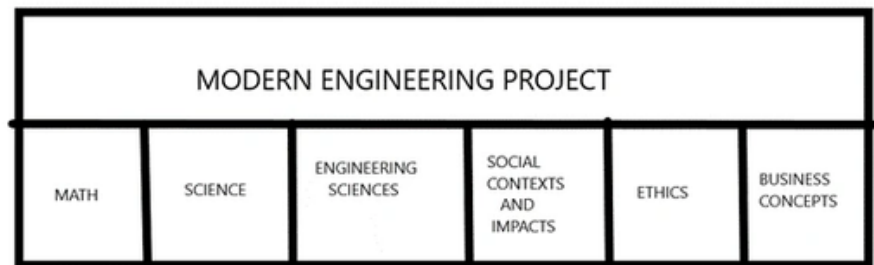 MODERN ENGINEERING PROJECT
MATH
SCIENCE
ENGINEERING
SCIENCES
SOCIAL
CONTEXTS
AND
IMPACTS
ETHICS
BUSINESS
CONCEPTS